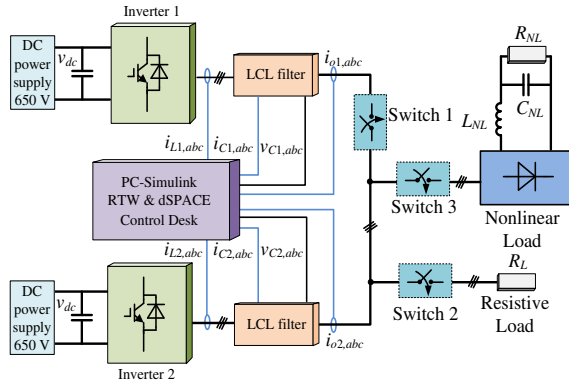 Inverter 1
DC
power
supply
650 V
v_dc
LCL filter
i_o1,abc
R_NL
C_NL
L_NL
Switch 1
i_L1,abc
i_C1,abc
v_C1,abc
PC-Simulink
RTW & dSPACE
Control Desk
Switch 3
Nonlinear
Load
i_L2,abc
i_C2,abc
v_C2,abc
DC
power
supply
650 V
v_dc
LCL filter
i_o2,abc
Switch 2
R_L
Resistive
Load
Inverter 2